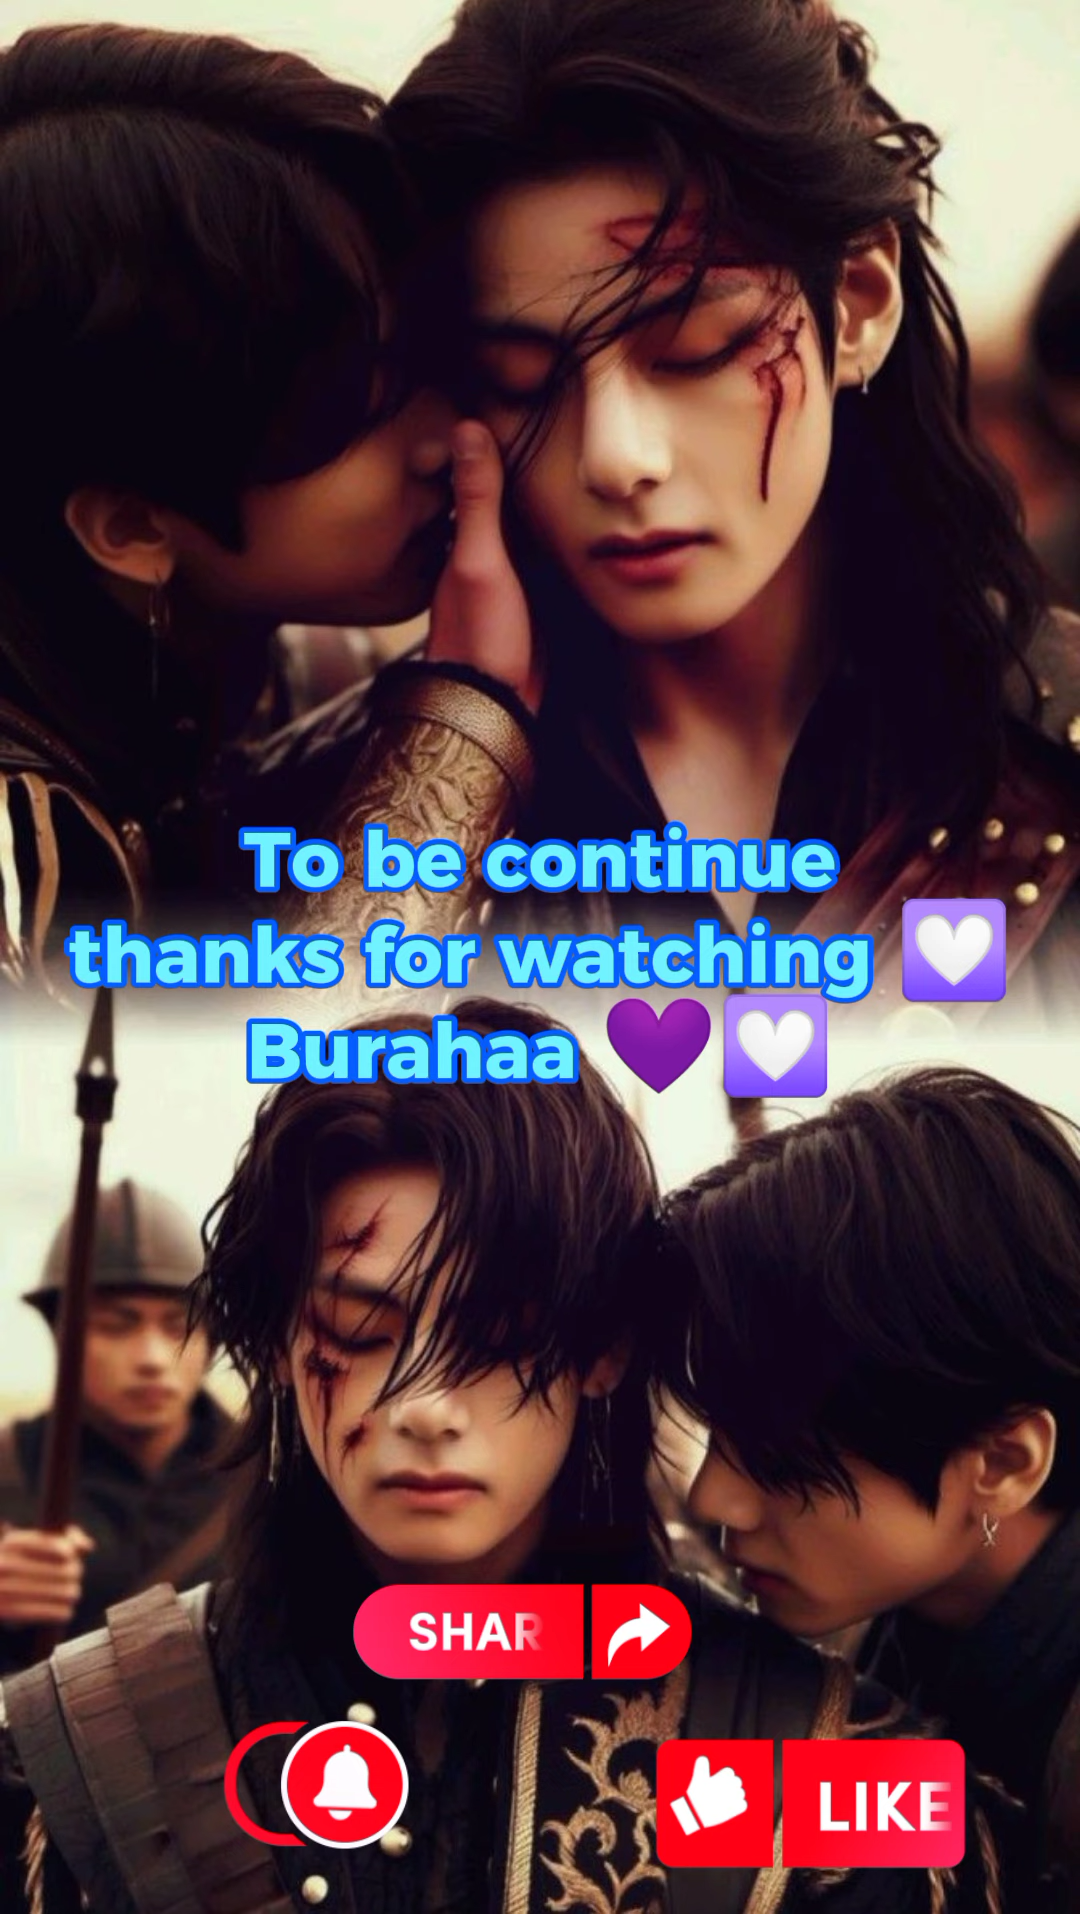 To be continue
thanks for watching 🤍
Burahaa 💜 🤍
SHAR
LIKE